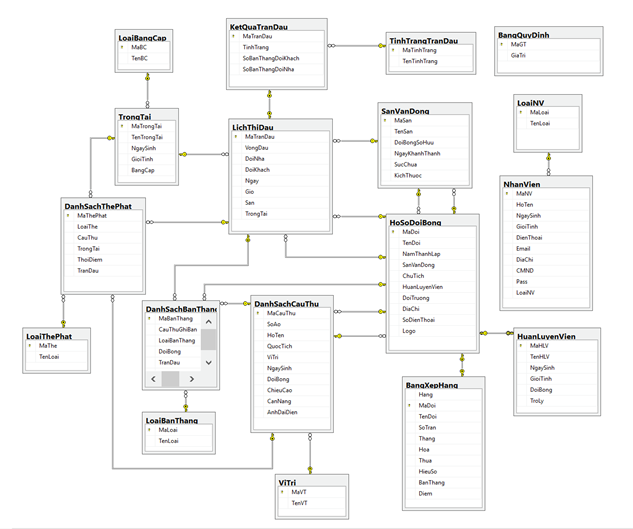 LoaiBangCap
MaBC
TenBC
KetQuaTranDau
MaTranDau
TinhTrang
SoBanThangDoiKhach
SoBanThangDoiNha
TinhTrangTranDau
MaTinhTrang
TenTinhTrang
BangQuyDinh
MaGT
GiaTri
TrongTai
MaTrongTai
TenTrongTai
NgaySinh
GioiTinh
BangCap
LichThiDau
MaTranDau
VongDau
DoiNha
DoiKhach
Ngay
Gio
San
TrongTai
SanVanDong
MaSan
TenSan
DoiBongSoHuu
NgayKhanhThanh
SucChua
KichThuoc
LoaiNV
MaLoai
TenLoai
NhanVien
MaNV
HoTen
NgaySinh
GioiTinh
DienThoai
Email
DiaChi
CMND
Pass
LoaiNV
DanhSachThePhat
MaThePhat
LoaiThe
CauThu
TrongTai
ThoiDiem
TranDau
HoSoDoiBong
MaDoi
TenDoi
NamThanhLap
SanVanDong
ChuTich
HuanLuyenVien
DoiTruong
DiaChi
SoDienThoai
Logo
LoaiThePhat
MaThe
TenLoai
DanhSachBanThang
MaBanThang
CauThuGhiBan
LoaiBanThang
DoiBong
TranDau
DanhSachCauThu
MaCauThu
SoAo
HoTen
QuocTich
ViTri
NgaySinh
DoiBong
ChieuCao
CanNang
AnhDaiDien
HuanLuyenVien
MaHLV
TenHLV
NgaySinh
GioiTinh
DoiBong
TroLy
BangXepHang
Hang
MaDoi
TenDoi
SoTran
Thang
Hoa
Thua
HieuSo
BanThang
Diem
LoaiBanThang
MaLoai
TenLoai
ViTri
MaVT
TenVT